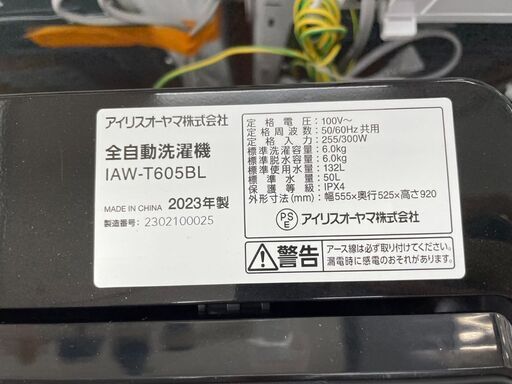 アイリスオーヤマ株式会社
全自動洗濯機
IAW-T605BL
MADE IN CHINA 2023年製
製造番号: 2302100025
定格電圧: 100V~
定格周波数: 50/60Hz共用
定格入力: 255/300W
標準洗濯容量: 6.0kg
標準脱水容量: 6.0kg
標準使用水量: 132L
標準水量: 50L
保護等級: IPX4
外形寸法(mm): 幅555×奥行525×高さ920
PSE アイリスオーヤマ株式会社
警告
アース線は必ず取り付けてください。
漏電時に感電のおそれがあります。